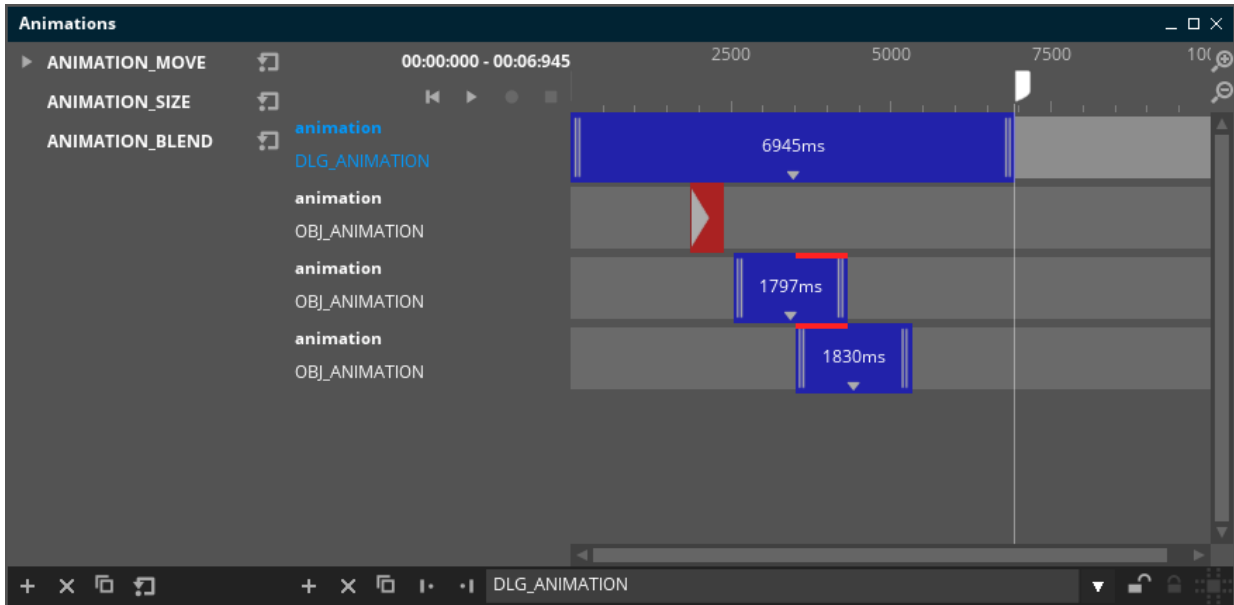 Animations
ANIMATION_MOVE
ANIMATION_SIZE
ANIMATION_BLEND
00:00:000 - 00:06:945
2500 5000 7500
animation
DLG_ANIMATION
6945ms
animation
OBJ_ANIMATION
animation
OBJ_ANIMATION
1797ms
animation
OBJ_ANIMATION
1830ms
DLG_ANIMATION